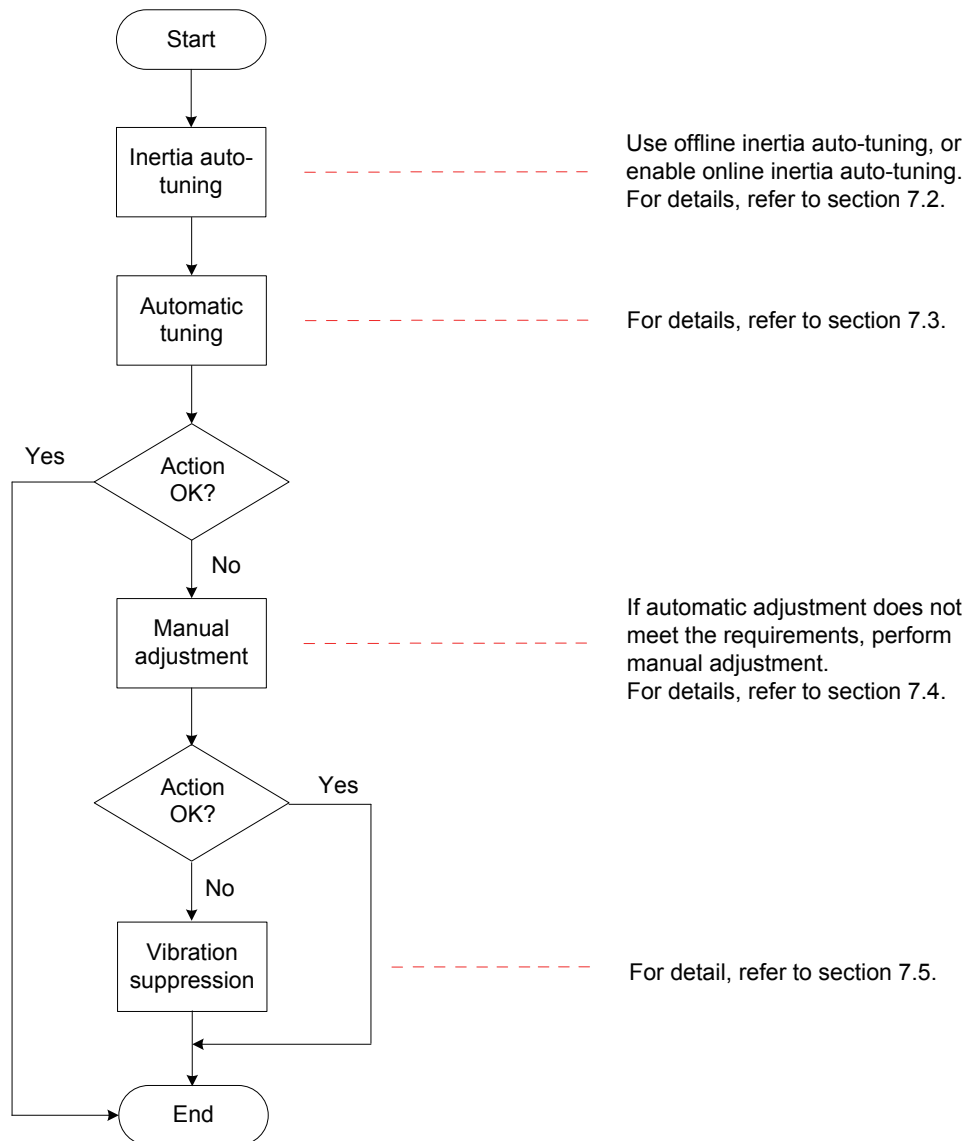 Start
Inertia auto-
tuning
Use offline inertia auto-tuning, or
enable online inertia auto-tuning.
For details, refer to section 7.2.
Automatic
tuning
For details, refer to section 7.3.
Yes
Action
OK?
No
Manual
adjustment
If automatic adjustment does not
meet the requirements, perform
manual adjustment.
For details, refer to section 7.4.
Action
OK?
Yes
No
Vibration
suppression
For detail, refer to section 7.5.
End